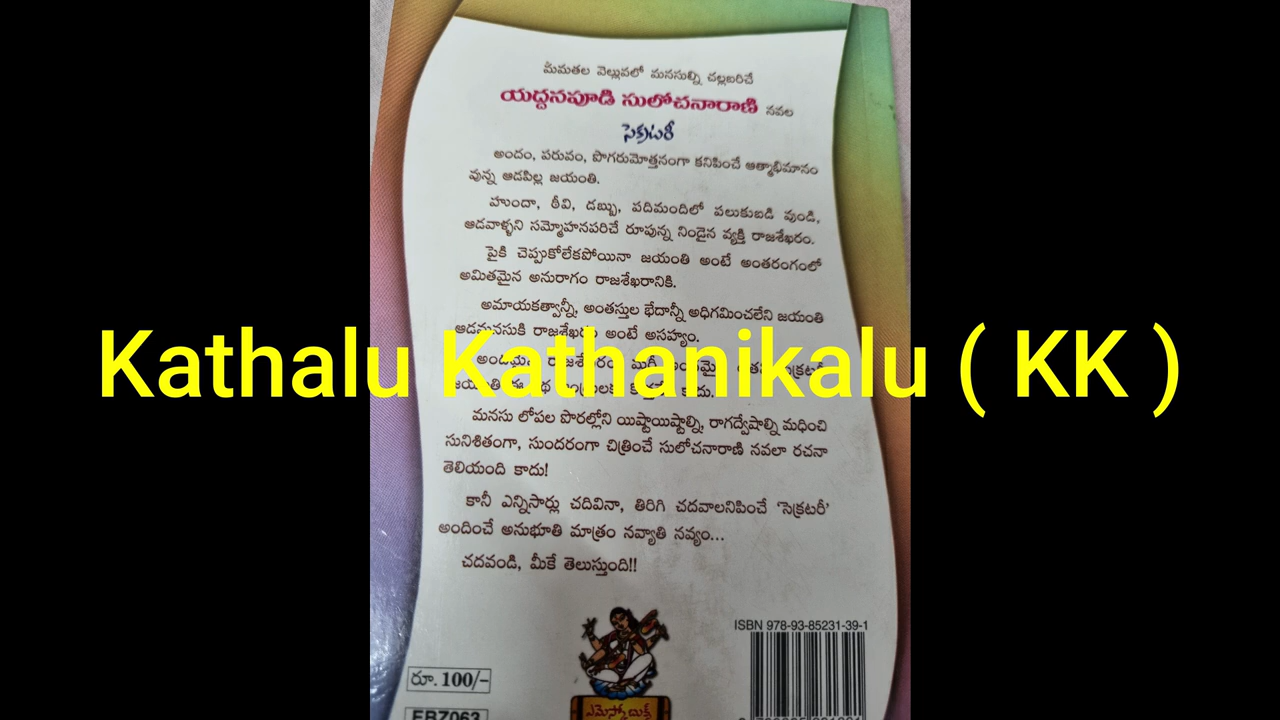 మమతల వెల్లువలో మనసుల్ని చల్లబరిచే
యద్దనపూడి సులోచనారాణి నవల
సెక్రటరీ
అందం, పరువం, పొగరుమోత్తనంగా కనిపించే ఆత్మాభిమానం
వున్న ఆడపిల్ల జయంతి.
హుందా, ఠీవి, డబ్బు, పదిమందిలో పలుకుబడి వుండి,
ఆడవాళ్ళని సమ్మోహనపరిచే రూపున్న నిండైన వ్యక్తి రాజశేఖరం.
పైకి చెప్పుకోలేకపోయినా జయంతి అంటే అంతరంగంలో
అమితమైన అనురాగం రాజశేఖరానికి.
అమాయకత్వాన్నీ, అంతస్తుల భేదాన్నీ అధిగమించలేని జయంతి
ఆడమనసుకి రాజశేఖరం అంటే అసహ్యం.
Kathalu Kathanikalu ( KK )
కాదు.
మనసు లోపల పొరల్లోని యిష్టాయిష్టాల్ని, రాగద్వేషాల్ని మధించి
సునిశితంగా, సుందరంగా చిత్రించే సులోచనారాణి నవలా రచనా
తెలియంది కాదు!
కానీ ఎన్నిసార్లు చదివినా, తిరిగి చదవాలనిపించే 'సెక్రటరీ'
అందించే అనుభూతి మాత్రం నవ్యాతి నవ్యం...
చదవండి, మీకే తెలుస్తుంది!!
ISBN 978-93-85231-39-1
రూ. 100/-
ఎమెస్కో బుక్స్
EBZ063